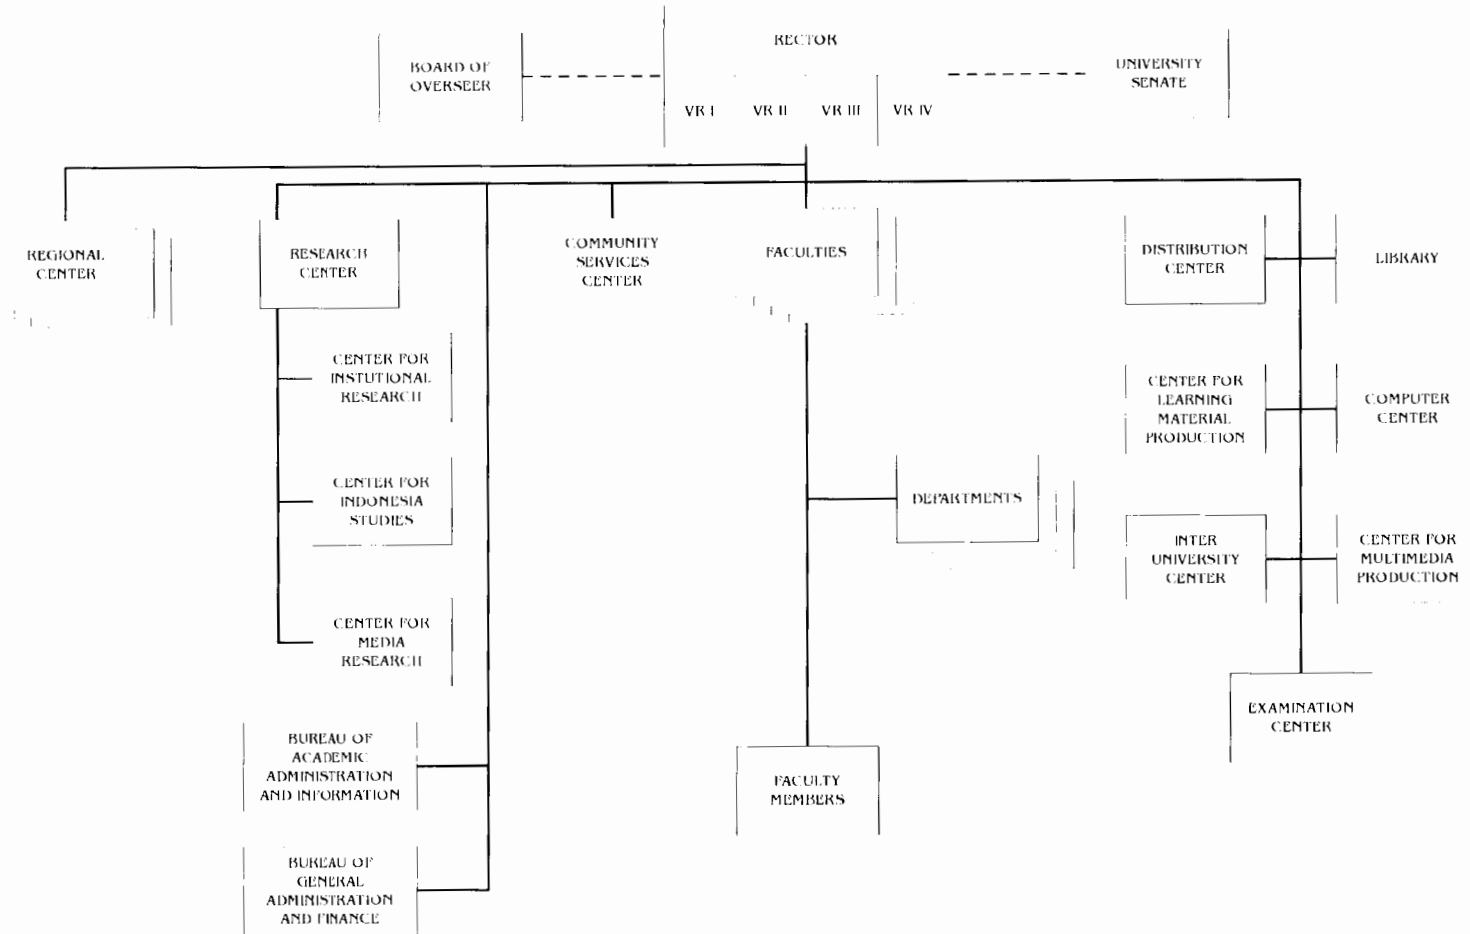 RECTOR
BOARD OF
OVERSEER
UNIVERSITY
SENATE
VR I
VR II
VR III
VR IV
REGIONAL
CENTER
RESEARCH
CENTER
COMMUNITY
SERVICES
CENTER
FACULTIES
DISTRIBUTION
CENTER
LIBRARY
CENTER FOR
INSTUTIONAL
RESEARCH
CENTER FOR
LEARNING
MATERIAL
PRODUCTION
COMPUTER
CENTER
CENTER FOR
INDONESIA
STUDIES
DEPARTMENTS
INTER
UNIVERSITY
CENTER
CENTER FOR
MULTIMEDIA
PRODUCTION
CENTER FOR
MEDIA
RESEARCH
EXAMINATION
CENTER
BUREAU OF
ACADEMIC
ADMINISTRATION
AND INFORMATION
FACULTY
MEMBERS
BUREAU OF
GENERAL
ADMINISTRATION
AND FINANCE